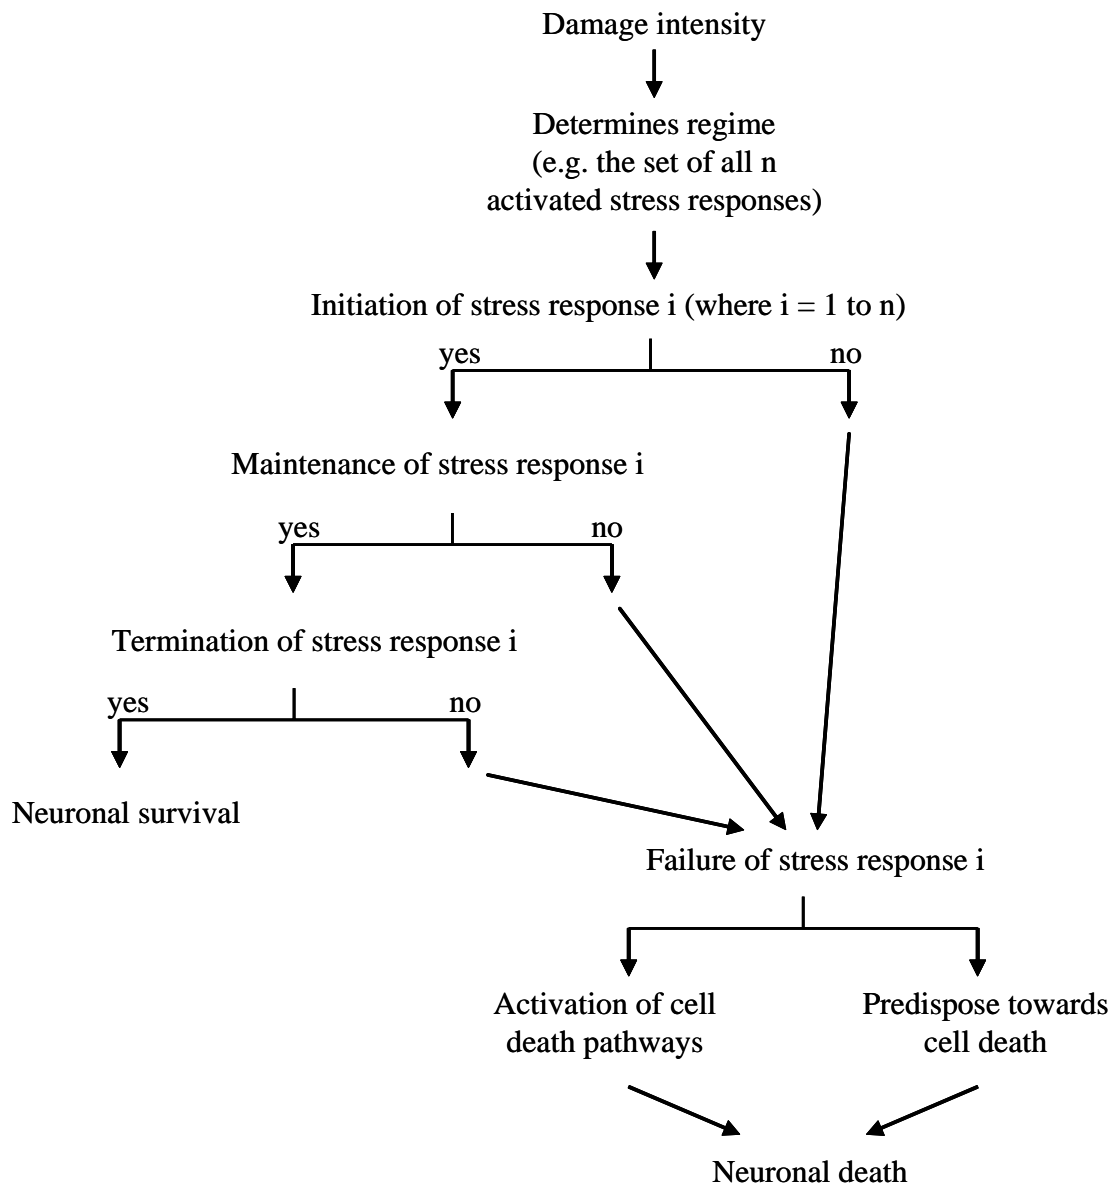 Damage intensity
Determines regime
(e.g. the set of all n
activated stress responses)
Initiation of stress response i (where i = 1 to n)
yes
no
Maintenance of stress response i
yes
no
Termination of stress response i
yes
no
Neuronal survival
Failure of stress response i
Activation of cell
death pathways
Predispose towards
cell death
Neuronal death